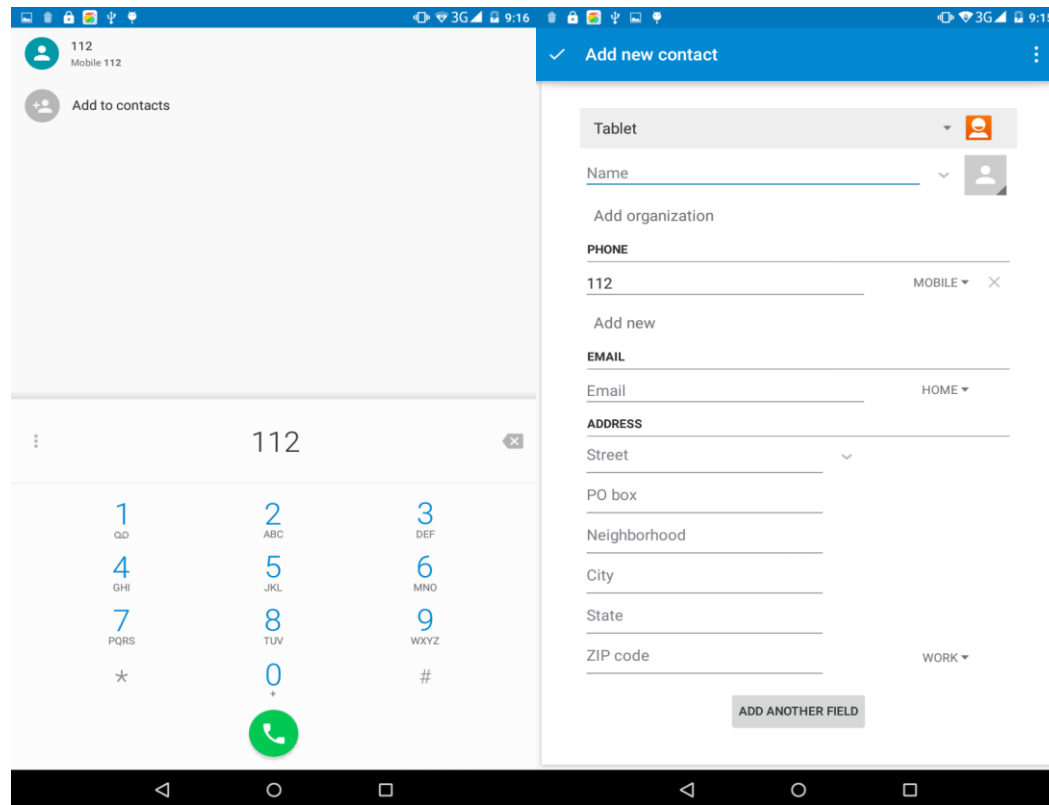 3G 9:16
112
Mobile 112
Add to contacts
112
1 2 3
ABC DEF
4 5 6
GHI JKL MNO
7 8 9
PQRS TUV WXYZ
* 0 #
+
3G 9:15
Add new contact
Tablet
Name
Add organization
PHONE
112 MOBILE
Add new
EMAIL
Email HOME
ADDRESS
Street
PO box
Neighborhood
City
State
ZIP code WORK
ADD ANOTHER FIELD